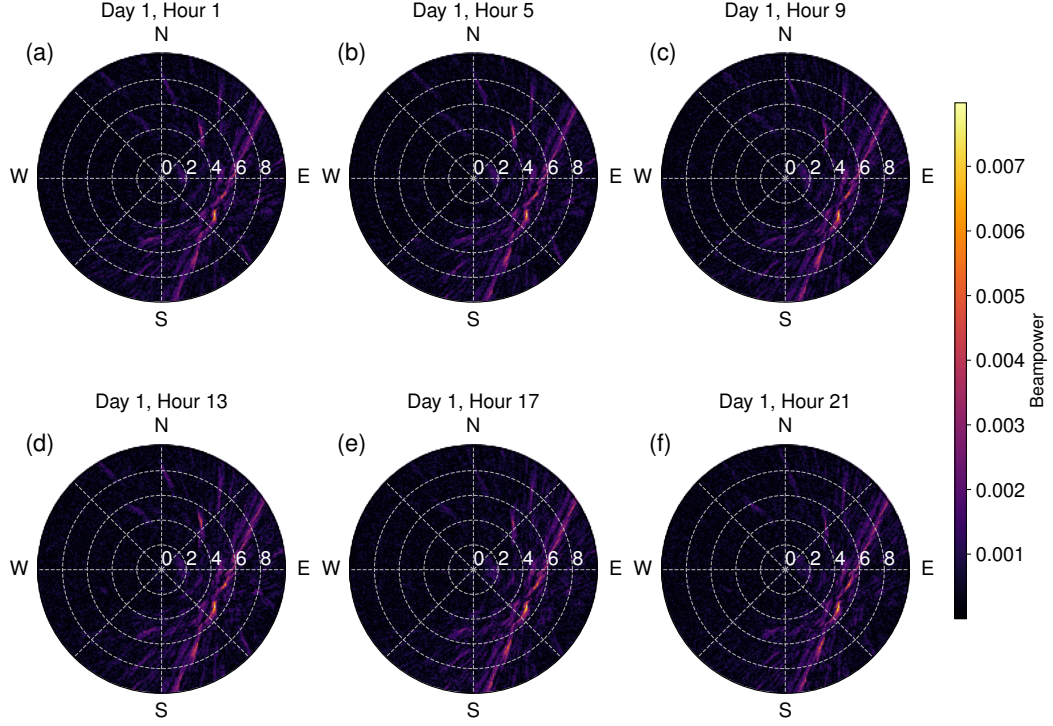 Day 1, Hour 1
Day 1, Hour 5
Day 1, Hour 9
(a) N
(b) N
(c) N
W 0 2 4 6 8 E
W 0 2 4 6 8 E
W 0 2 4 6 8 E
S
S
S
Day 1, Hour 13
Day 1, Hour 17
Day 1, Hour 21
(d) N
(e) N
(f) N
W 0 2 4 6 8 E
W 0 2 4 6 8 E
W 0 2 4 6 8 E
S
S
S
0.007
0.006
0.005
0.004
0.003
0.002
0.001
Beampower